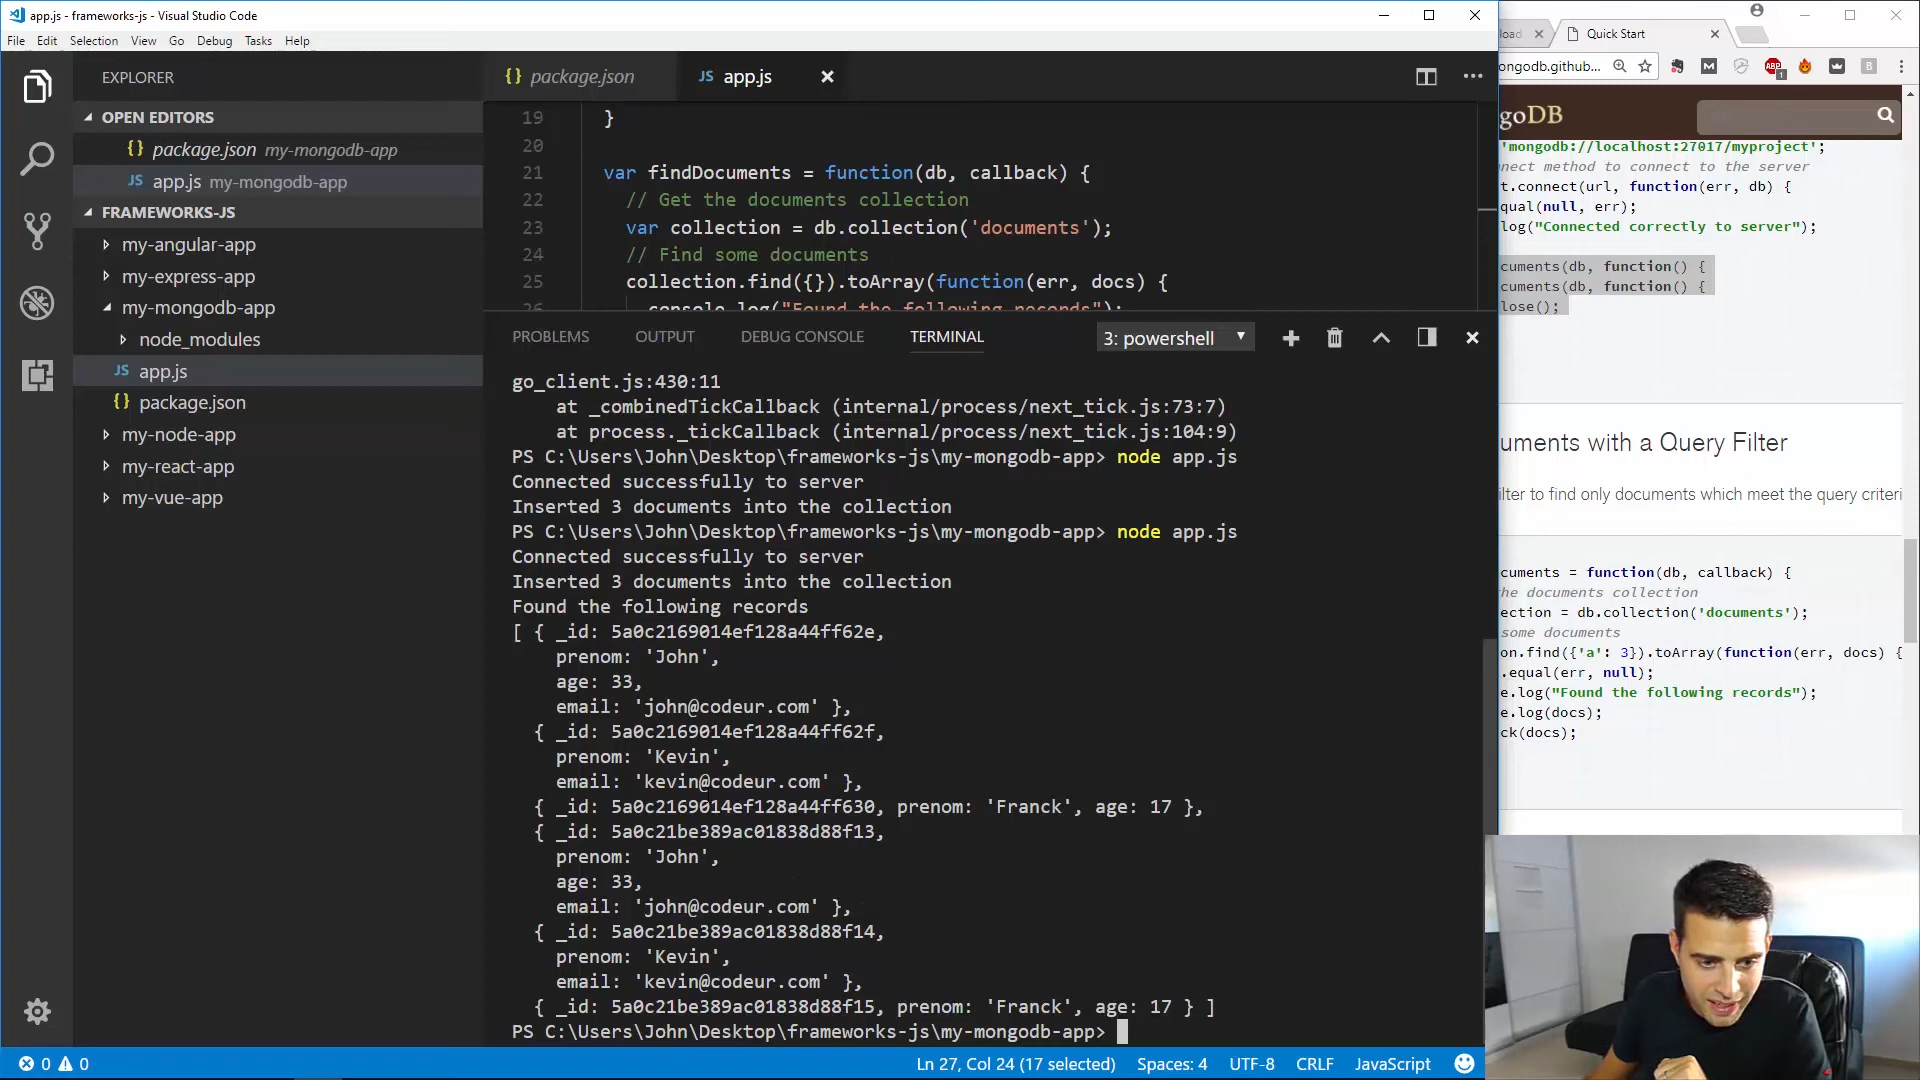 app.js - frameworks-js - Visual Studio Code
File Edit Selection View Go Debug Tasks Help
EXPLORER
OPEN EDITORS
{} package.json my-mongodb-app
JS app.js my-mongodb-app
FRAMEWORKS-JS
my-angular-app
my-express-app
my-mongodb-app
node_modules
JS app.js
{} package.json
my-node-app
my-react-app
my-vue-app
{} package.json
JS app.js
19 }
20
21 var findDocuments = function(db, callback) {
22 // Get the documents collection
23 var collection = db.collection('documents');
24 // Find some documents
25 collection.find({}).toArray(function(err, docs) {
26 console.log("Found the following records");
PROBLEMS OUTPUT DEBUG CONSOLE TERMINAL 3: powershell
go_client.js:430:11
at _combinedTickCallback (internal/process/next_tick.js:73:7)
at process._tickCallback (internal/process/next_tick.js:104:9)
PS C:\Users\John\Desktop\frameworks-js\my-mongodb-app> node app.js
Connected successfully to server
Inserted 3 documents into the collection
PS C:\Users\John\Desktop\frameworks-js\my-mongodb-app> node app.js
Connected successfully to server
Inserted 3 documents into the collection
Found the following records
[ { _id: 5a0c2169014ef128a44ff62e,
prenom: 'John',
age: 33,
email: 'john@codeur.com' },
{ _id: 5a0c2169014ef128a44ff62f,
prenom: 'Kevin',
email: 'kevin@codeur.com' },
{ _id: 5a0c2169014ef128a44ff630, prenom: 'Franck', age: 17 },
{ _id: 5a0c21be389ac01838d88f13,
prenom: 'John',
age: 33,
email: 'john@codeur.com' },
{ _id: 5a0c21be389ac01838d88f14,
prenom: 'Kevin',
email: 'kevin@codeur.com' },
{ _id: 5a0c21be389ac01838d88f15, prenom: 'Franck', age: 17 } ]
PS C:\Users\John\Desktop\frameworks-js\my-mongodb-app>
0 0
Ln 27, Col 24 (17 selected) Spaces: 4 UTF-8 CRLF JavaScript
load Quick Start
ongodb.github...
goDB
'mongodb://localhost:27017/myproject';
nnect method to connect to the server
t.connect(url, function(err, db) {
qual(null, err);
log("Connected correctly to server");
cuments(db, function() {
cuments(db, function() {
lose();
uments with a Query Filter
ilter to find only documents which meet the query criteri
cuments = function(db, callback) {
he documents collection
ection = db.collection('documents');
some documents
on.find({'a': 3}).toArray(function(err, docs) {
.equal(err, null);
e.log("Found the following records");
e.log(docs);
ck(docs);